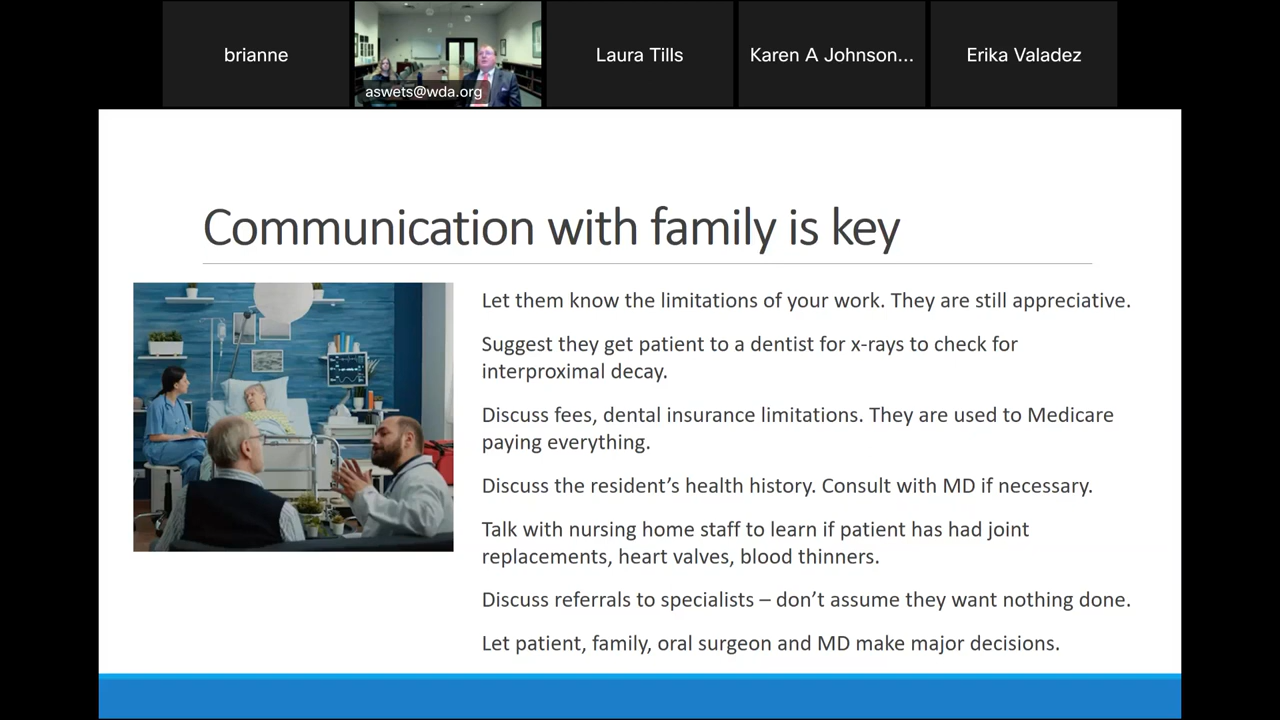 brianne
aswets@wda.org
Laura Tills
Karen A Johnson...
Erika Valadez
Communication with family is key
Let them know the limitations of your work. They are still appreciative.
Suggest they get patient to a dentist for x-rays to check for
interproximal decay.
Discuss fees, dental insurance limitations. They are used to Medicare
paying everything.
Discuss the resident’s health history. Consult with MD if necessary.
Talk with nursing home staff to learn if patient has had joint
replacements, heart valves, blood thinners.
Discuss referrals to specialists – don’t assume they want nothing done.
Let patient, family, oral surgeon and MD make major decisions.